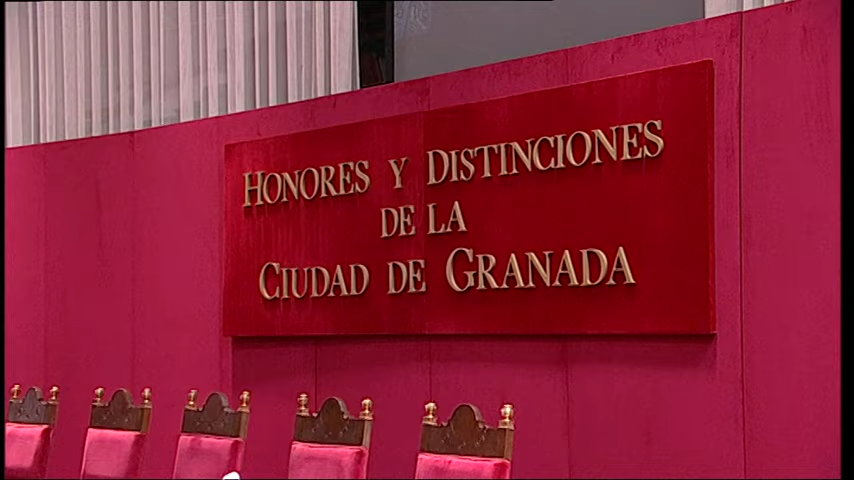 HONORES Y DISTINCIONES
DE LA
CIUDAD DE GRANADA